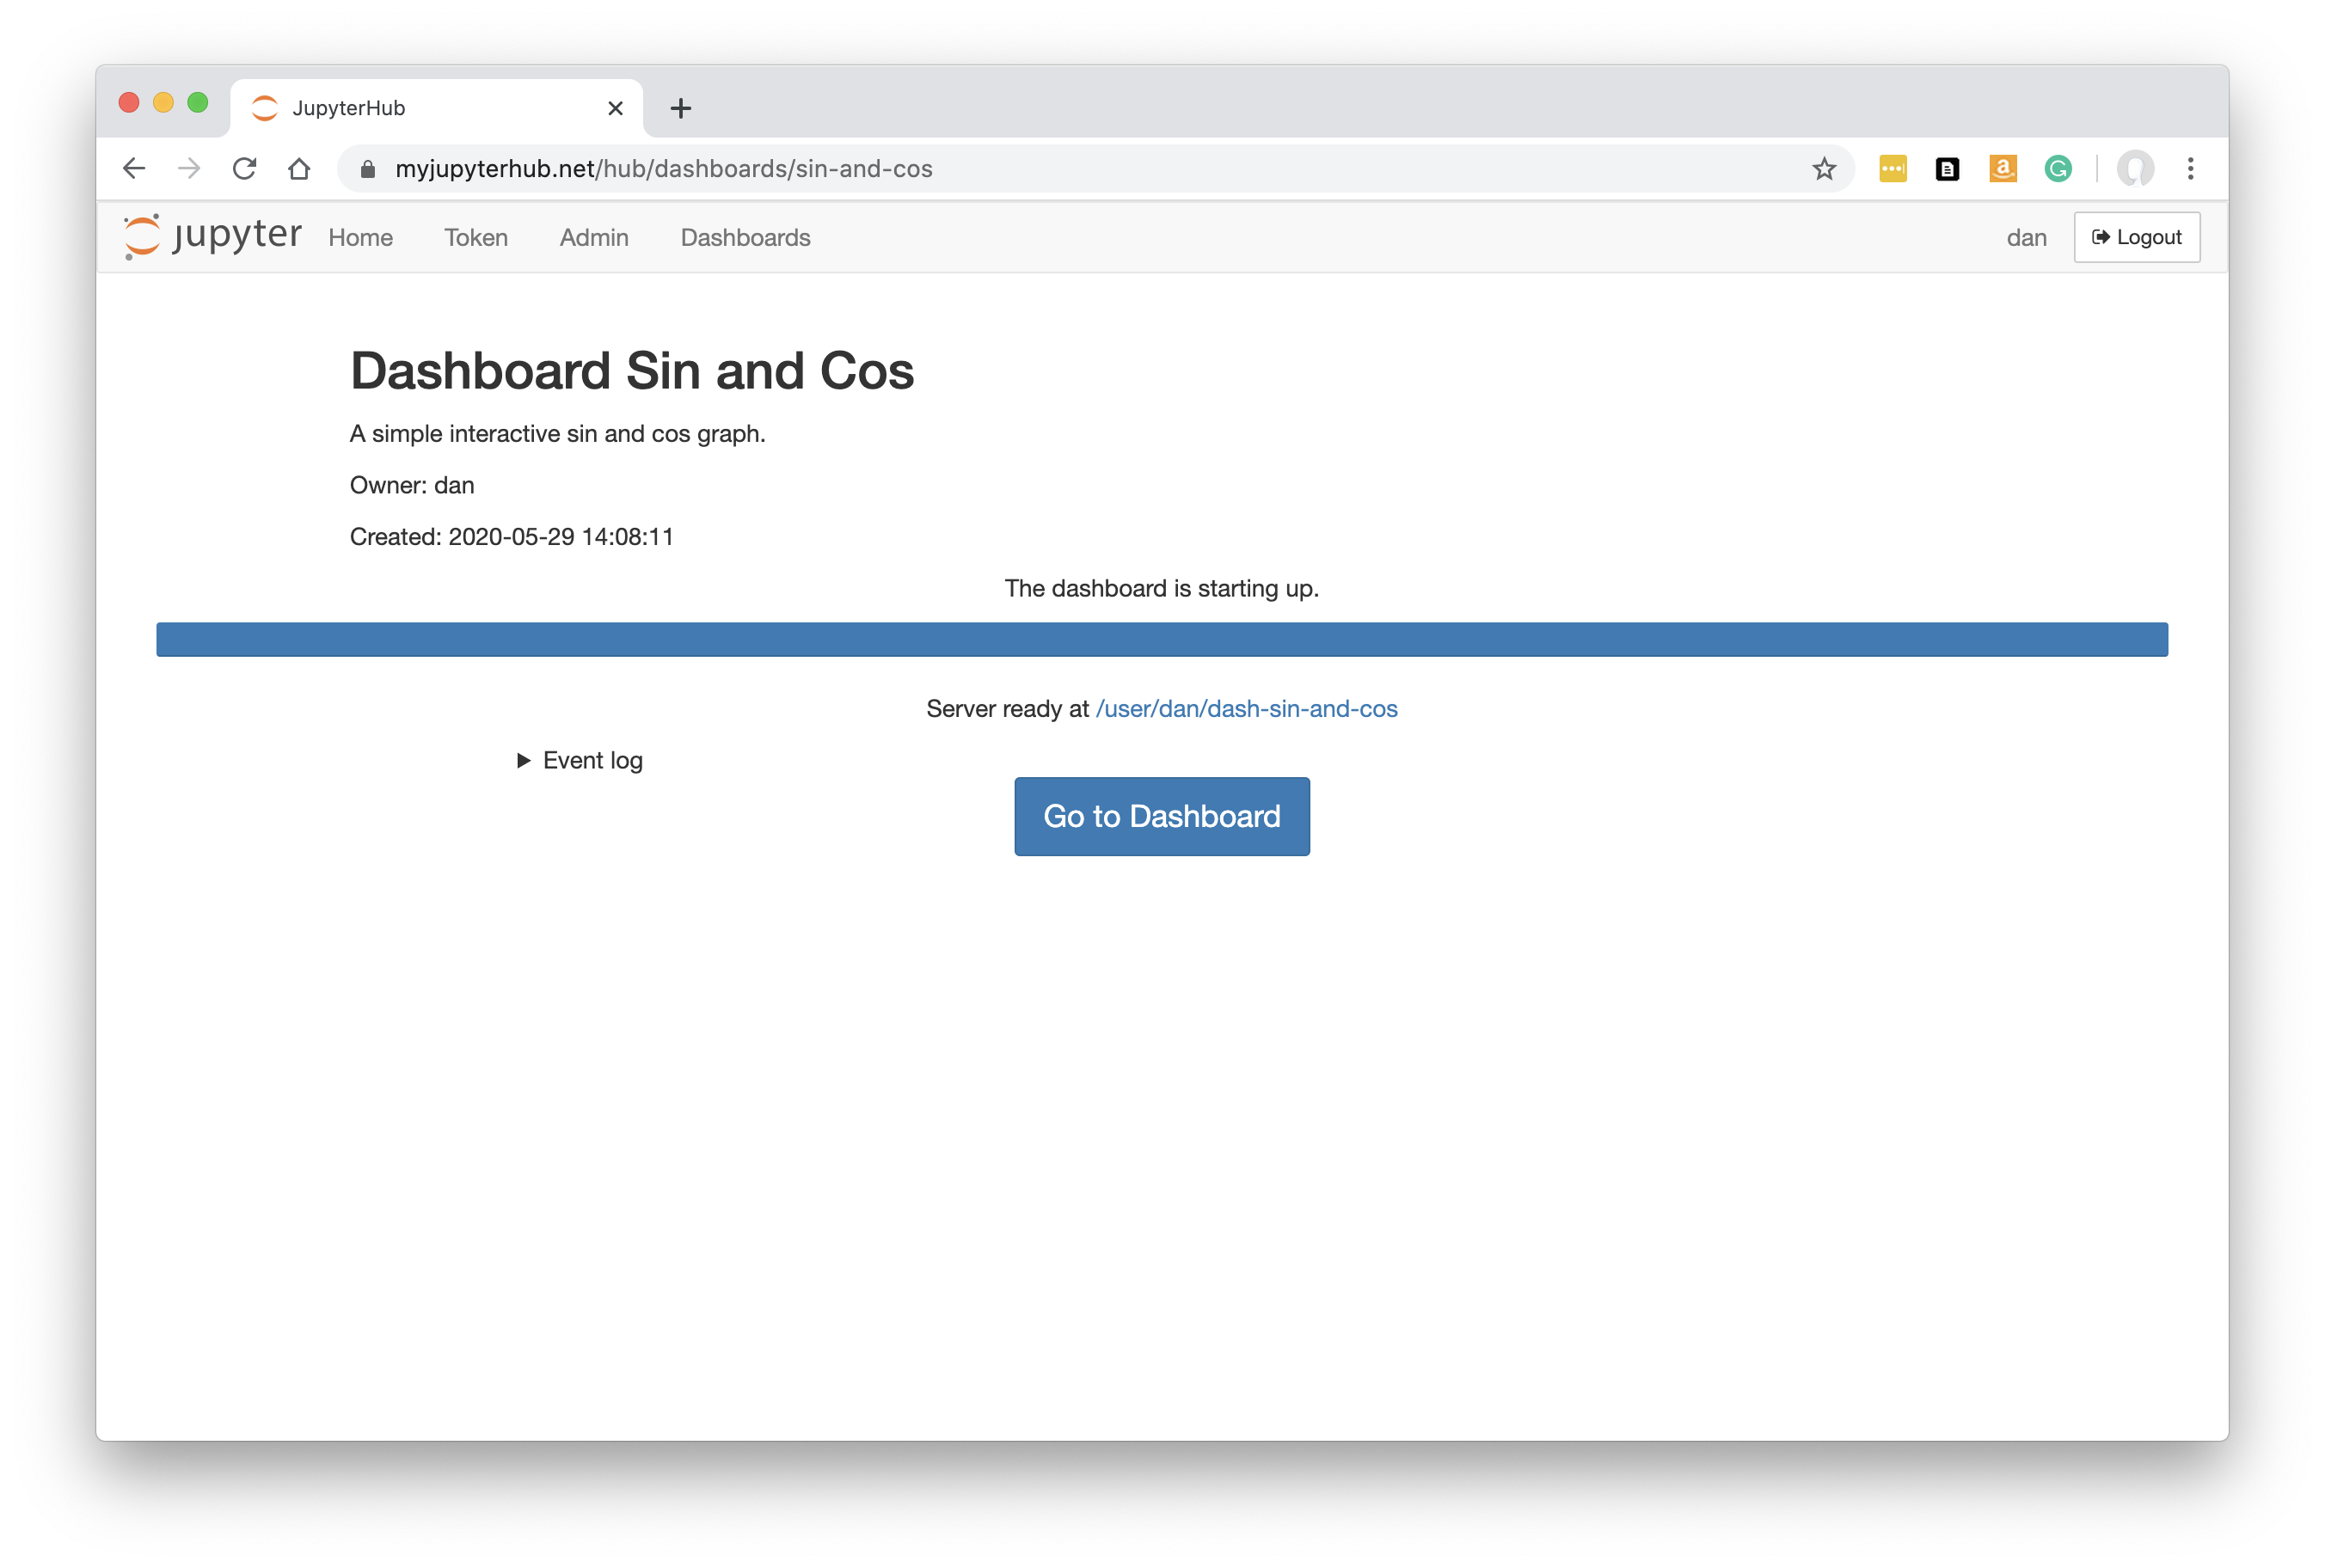 JupyterHub
myjupyterhub.net/hub/dashboards/sin-and-cos
jupyter Home Token Admin Dashboards dan Logout
Dashboard Sin and Cos
A simple interactive sin and cos graph.
Owner: dan
Created: 2020-05-29 14:08:11
The dashboard is starting up.
Server ready at /user/dan/dash-sin-and-cos
Event log
Go to Dashboard